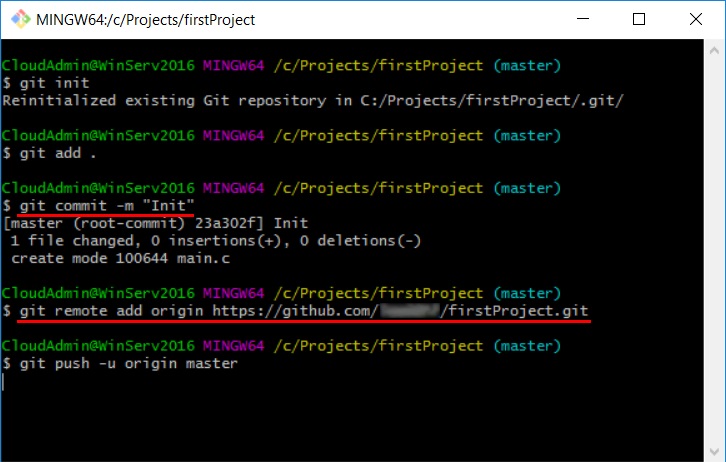 MINGW64:/c/Projects/firstProject
CloudAdmin@WinServ2016 MINGW64 /c/Projects/firstProject (master)
$ git init
Reinitialized existing Git repository in C:/Projects/firstProject/.git/
CloudAdmin@WinServ2016 MINGW64 /c/Projects/firstProject (master)
$ git add .
CloudAdmin@WinServ2016 MINGW64 /c/Projects/firstProject (master)
$ git commit -m "Init"
[master (root-commit) 23a302f] Init
1 file changed, 0 insertions(+), 0 deletions(-)
create mode 100644 main.c
CloudAdmin@WinServ2016 MINGW64 /c/Projects/firstProject (master)
$ git remote add origin https://github.com/ /firstProject.git
CloudAdmin@WinServ2016 MINGW64 /c/Projects/firstProject (master)
$ git push -u origin master